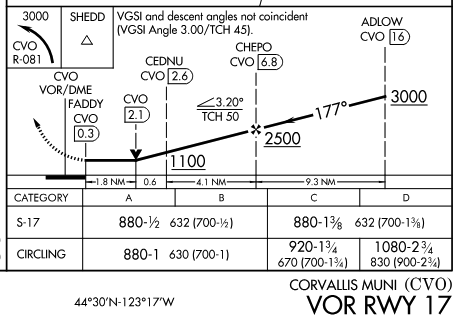 3000
CVO
R-081
SHEDD
VGSI and descent angles not coincident
(VGSI Angle 3.00/TCH 45).
ADLOW
CVO 16
CHEPO
CVO 6.8
CEDNU
CVO 2.6
CVO
VOR/DME
FADDY
CVO
0.3
CVO
2.1
3.20°
TCH 50
177°
3000
2500
1100
1.8 NM
0.6
4.1 NM
9.3 NM
CATEGORY A B C D
S-17 880-½ 632 (700-½) 880-1⅜ 632 (700-1⅜)
CIRCLING 880-1 630 (700-1) 920-1¾ 670 (700-1¾) 1080-2¾ 830 (900-2¾)
CORVALLIS MUNI (CVO)
44°30'N-123°17'W
VOR RWY 17